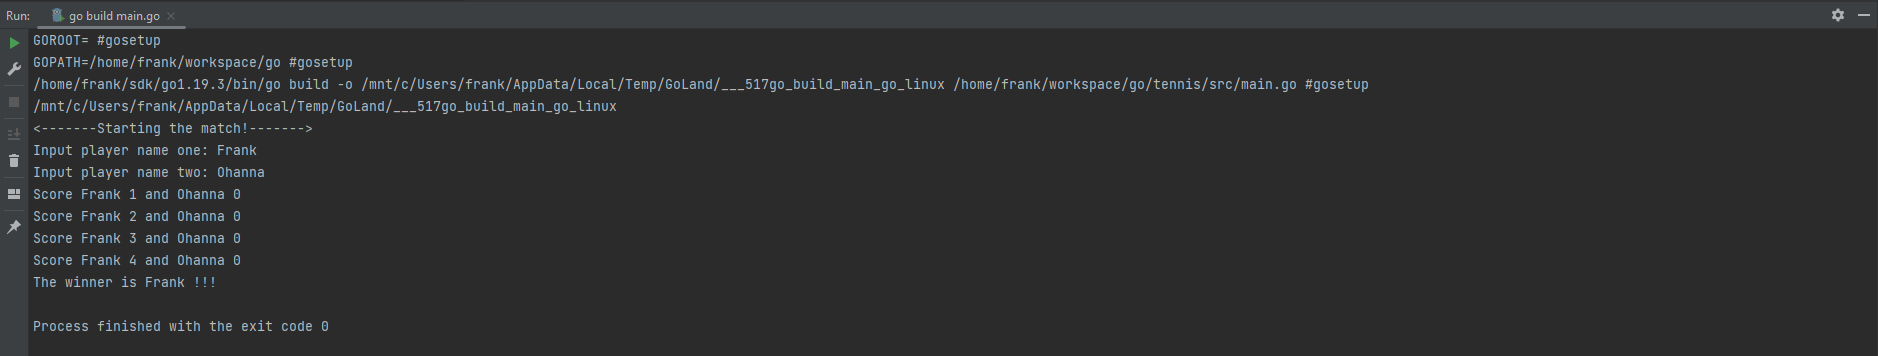 Run: go build main.go
GOROOT= #gosetup
GOPATH=/home/frank/workspace/go #gosetup
/home/frank/sdk/go1.19.3/bin/go build -o /mnt/c/Users/frank/AppData/Local/Temp/GoLand/___517go_build_main_go_linux /home/frank/workspace/go/tennis/src/main.go #gosetup
/mnt/c/Users/frank/AppData/Local/Temp/GoLand/___517go_build_main_go_linux
<-------Starting the match!------->
Input player name one: Frank
Input player name two: Ohanna
Score Frank 1 and Ohanna 0
Score Frank 2 and Ohanna 0
Score Frank 3 and Ohanna 0
Score Frank 4 and Ohanna 0
The winner is Frank !!!
Process finished with the exit code 0